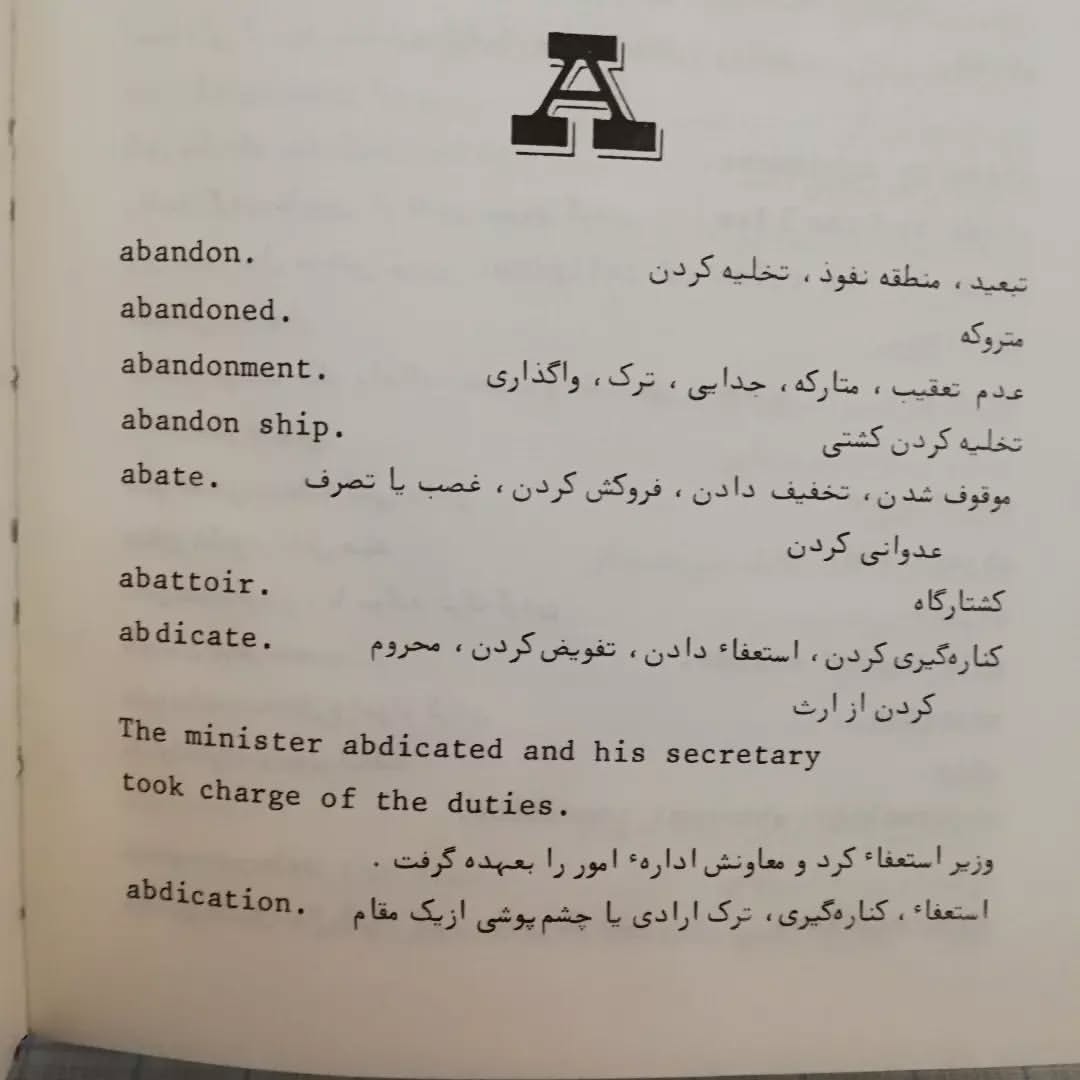 A
abandon. تبعید ، منطقه نفوذ ، تخلیه کردن
abandoned. متروکه
abandonment. عدم تعقیب ، متارکه، جدایی ، ترک، واگذاری
abandon ship. تخلیه کردن کشتی
abate. موقوف شدن، تخفیف دادن، فروکش کردن، غصب یا تصرف
عدوانی کردن
abattoir. کشتارگاه
abdicate. کناره‌گیری کردن، استعفاء دادن، تفویض کردن، محروم
کردن از ارث
The minister abdicated and his secretary
took charge of the duties.
وزیر استعفاء کرد و معاونش ادارهٔ امور را بعهده گرفت .
abdication. استعفاء ، کناره‌گیری، ترک ارادی یا چشم پوشی از یک مقام